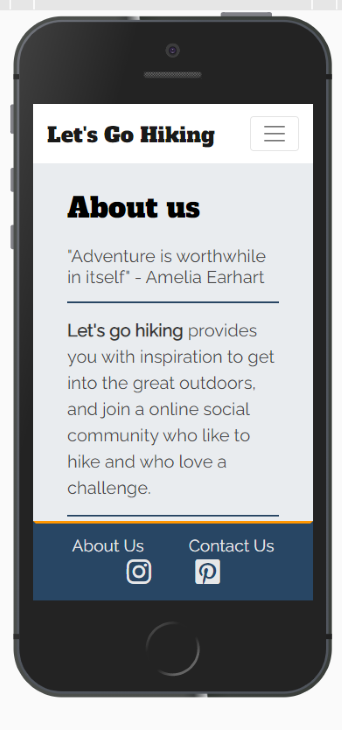 Let's Go Hiking
About us
"Adventure is worthwhile
in itself" - Amelia Earhart
Let's go hiking provides
you with inspiration to get
into the great outdoors,
and join a online social
community who like to
hike and who love a
challenge.
About Us Contact Us